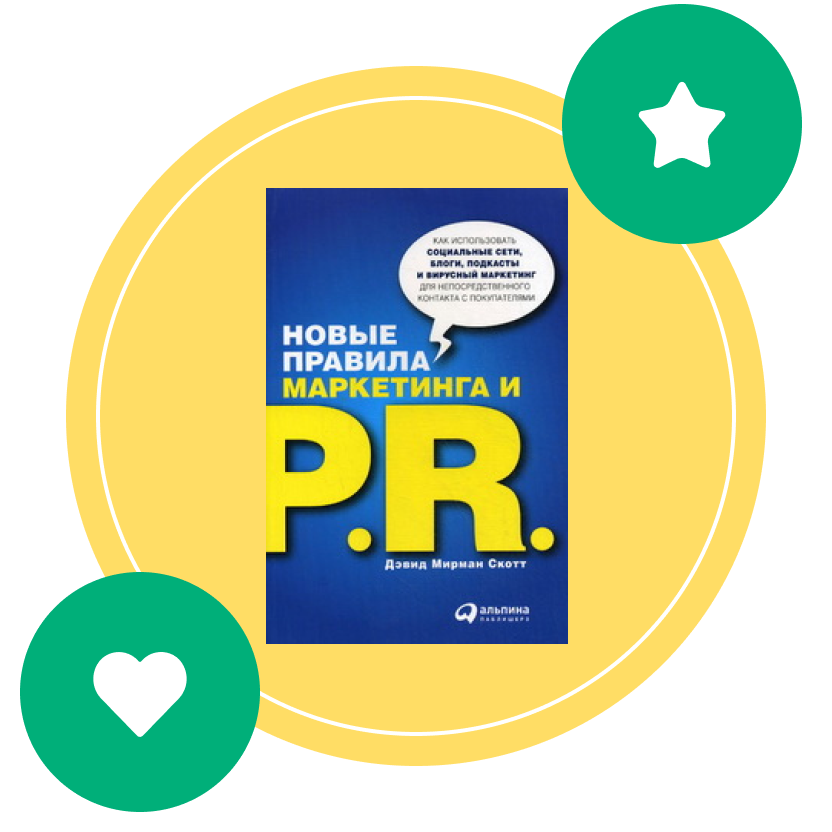 КАК ИСПОЛЬЗОВАТЬ
СОЦИАЛЬНЫЕ СЕТИ,
БЛОГИ, ПОДКАСТЫ
И ВИРУСНЫЙ МАРКЕТИНГ
ДЛЯ НЕПОСРЕДСТВЕННОГО
КОНТАКТА С ПОКУПАТЕЛЯМИ
НОВЫЕ
ПРАВИЛА
МАРКЕТИНГА И
P.R.
Дэвид Мирман Скотт
альпина
ПАБЛИШЕРЗ